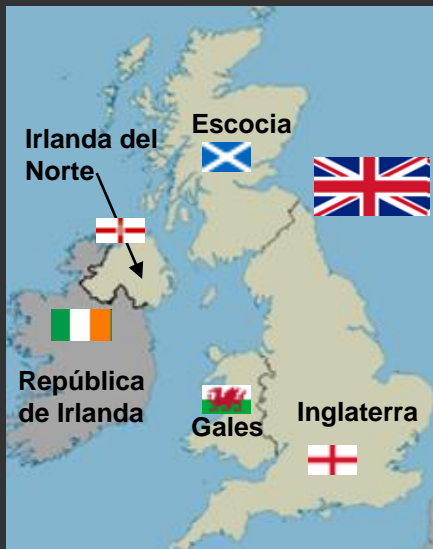 Escocia
Irlanda del
Norte
República
de Irlanda
Gales
Inglaterra